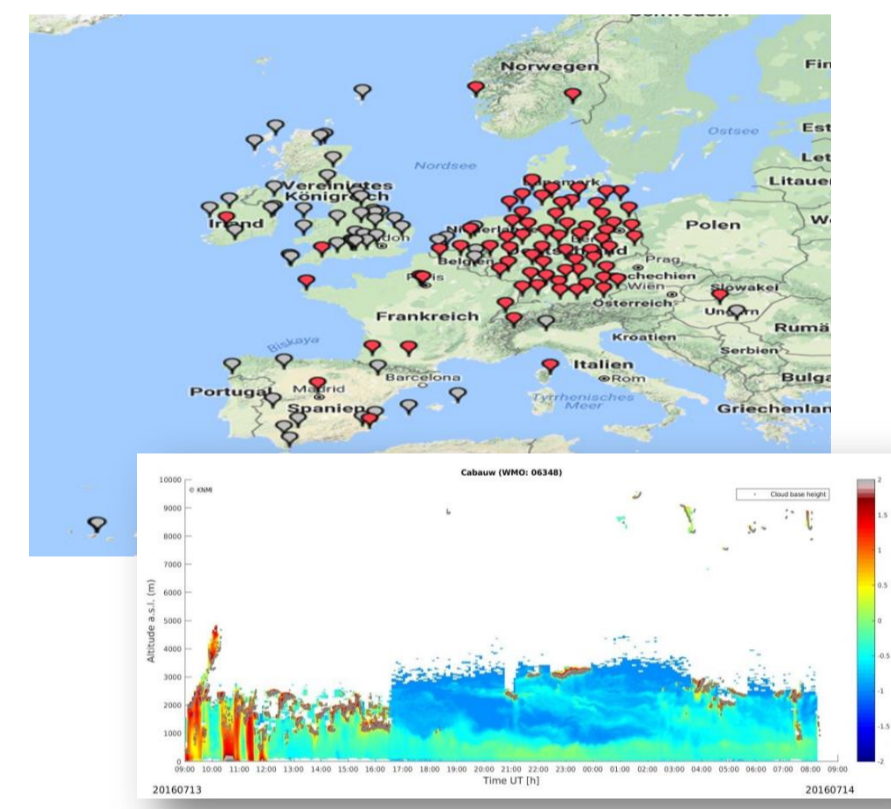 Norwegen
Fin
Ostsee
Est
Let
Nordsee
Litauer
Vereinigtes
Königreich
Irland
Polen
W
Belgien
Prag
Tschechien
Wien
Slowakei
Österreich
Ungarn
Frankreich
Rumä
Kroatien
Biskaya
Serbien
Italien
Barcelona
Rom
Bulga
Portugal
Madrid
Tyrrhenisches
Meer
Spanien
Griechenlan
Cabauw (WMO: 06348)
© KNMI
Cloud base height
10000
9000
8000
7000
6000
5000
4000
3000
2000
1000
0
Altitude a.s.l. (m)
2
1.5
1
0.5
0
-0.5
-1
-1.5
-2
09:00 10:00 11:00 12:00 13:00 14:00 15:00 16:00 17:00 18:00 19:00 20:00 21:00 22:00 23:00 00:00 01:00 02:00 03:00 04:00 05:00 06:00 07:00 08:00 09:00
Time UT [h]
20160713 20160714